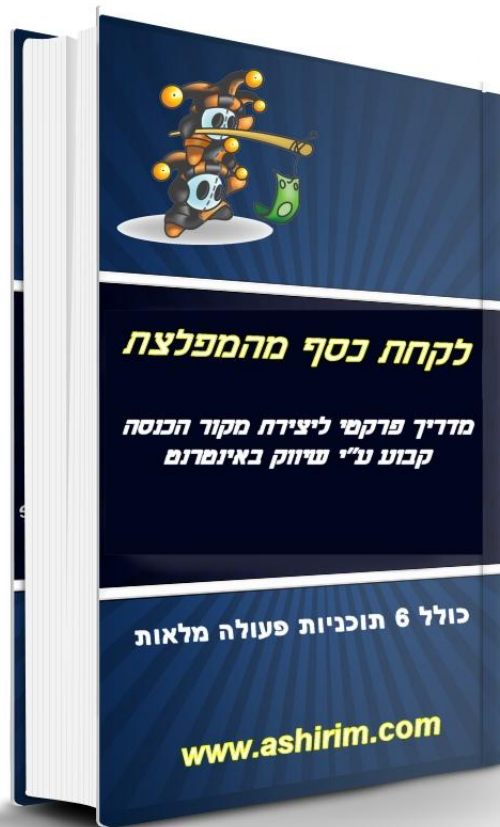 לקחת כסף מהמפלצת
מדריך פרקטי ליצירת מקור הכנסה
קבוע ע"י שיווק באינטרנט
כולל 6 תוכניות פעולה מלאות
www.ashirim.com